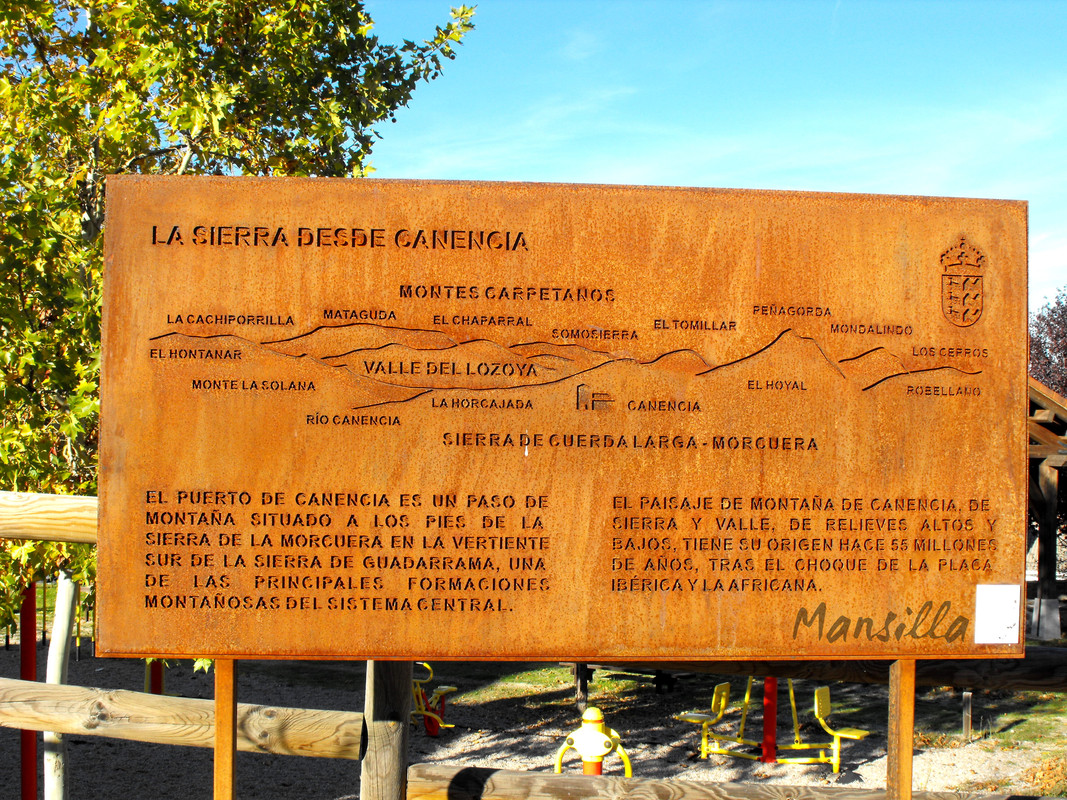 LA SIERRA DESDE CANENCIA
MONTES CARPETANOS
LA CACHIPORRILLA
MATAGUDA
EL CHAPARRAL
SOMOSIERRA
EL TOMILLAR
PEÑAGORDA
MONDALINDO
EL HONTANAR
VALLE DEL LOZOYA
LOS CERROS
MONTE LA SOLANA
EL HOYAL
ROBELLANO
LA HORCAJADA
CANENCIA
RÍO CANENCIA
SIERRA DE CUERDA LARGA - MORCUERA
EL PUERTO DE CANENCIA ES UN PASO DE
MONTAÑA SITUADO A LOS PIES DE LA
SIERRA DE LA MORCUERA EN LA VERTIENTE
SUR DE LA SIERRA DE GUADARRAMA, UNA
DE LAS PRINCIPALES FORMACIONES
MONTAÑOSAS DEL SISTEMA CENTRAL.
EL PAISAJE DE MONTAÑA DE CANENCIA, DE
SIERRA Y VALLE, DE RELIEVES ALTOS Y
BAJOS, TIENE SU ORIGEN HACE 55 MILLONES
DE AÑOS, TRAS EL CHOQUE DE LA PLACA
IBÉRICA Y LA AFRICANA.
Mansilla